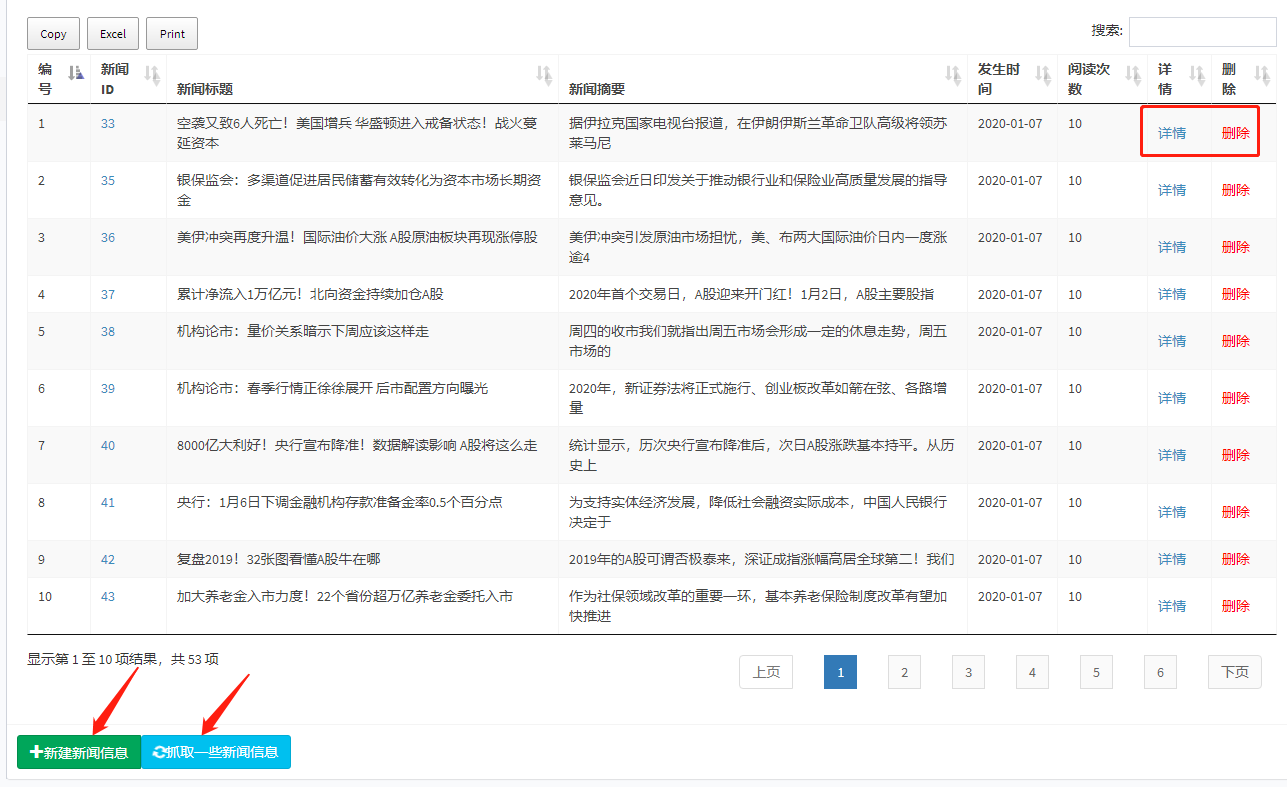 Copy Excel Print 搜索:
编号 新闻ID 新闻标题 新闻摘要 发生时间 阅读次数 详情 删除
1 33 空袭又致6人死亡！美国增兵 华盛顿进入戒备状态！战火蔓 据伊拉克国家电视台报道，在伊朗伊斯兰革命卫队高级将领苏 2020-01-07 10 详情 删除
延资本 莱马尼
2 35 银保监会：多渠道促进居民储蓄有效转化为资本市场长期资 银保监会近日印发关于推动银行业和保险业高质量发展的指导 2020-01-07 10 详情 删除
金 意见。
3 36 美伊冲突再度升温！国际油价大涨 A股原油板块再现涨停股 美伊冲突引发原油市场担忧，美、布两大国际油价日内一度涨 2020-01-07 10 详情 删除
逾4
4 37 累计净流入1万亿元！北向资金持续加仓A股 2020年首个交易日，A股迎来开门红！1月2日，A股主要股指 2020-01-07 10 详情 删除
5 38 机构论市：量价关系暗示下周应该这样走 周四的收市我们就指出周五市场会形成一定的休息走势，周五 2020-01-07 10 详情 删除
市场的
6 39 机构论市：春季行情正徐徐展开 后市配置方向曝光 2020年，新证券法将正式施行、创业板改革如箭在弦、各路增 2020-01-07 10 详情 删除
量
7 40 8000亿大利好！央行宣布降准！数据解读影响 A股将这么走 统计显示，历次央行宣布降准后，次日A股涨跌基本持平。从历 2020-01-07 10 详情 删除
史上
8 41 央行：1月6日下调金融机构存款准备金率0.5个百分点 为支持实体经济发展，降低社会融资实际成本，中国人民银行 2020-01-07 10 详情 删除
决定于
9 42 复盘2019！32张图看懂A股牛在哪 2019年的A股可谓否极泰来，深证成指涨幅高居全球第二！我们 2020-01-07 10 详情 删除
10 43 加大养老金入市力度！22个省份超万亿养老金委托入市 作为社保领域改革的重要一环，基本养老保险制度改革有望加 2020-01-07 10 详情 删除
快推进
显示第 1 至 10 项结果，共 53 项 上页 1 2 3 4 5 6 下页
新建新闻信息 抓取一些新闻信息